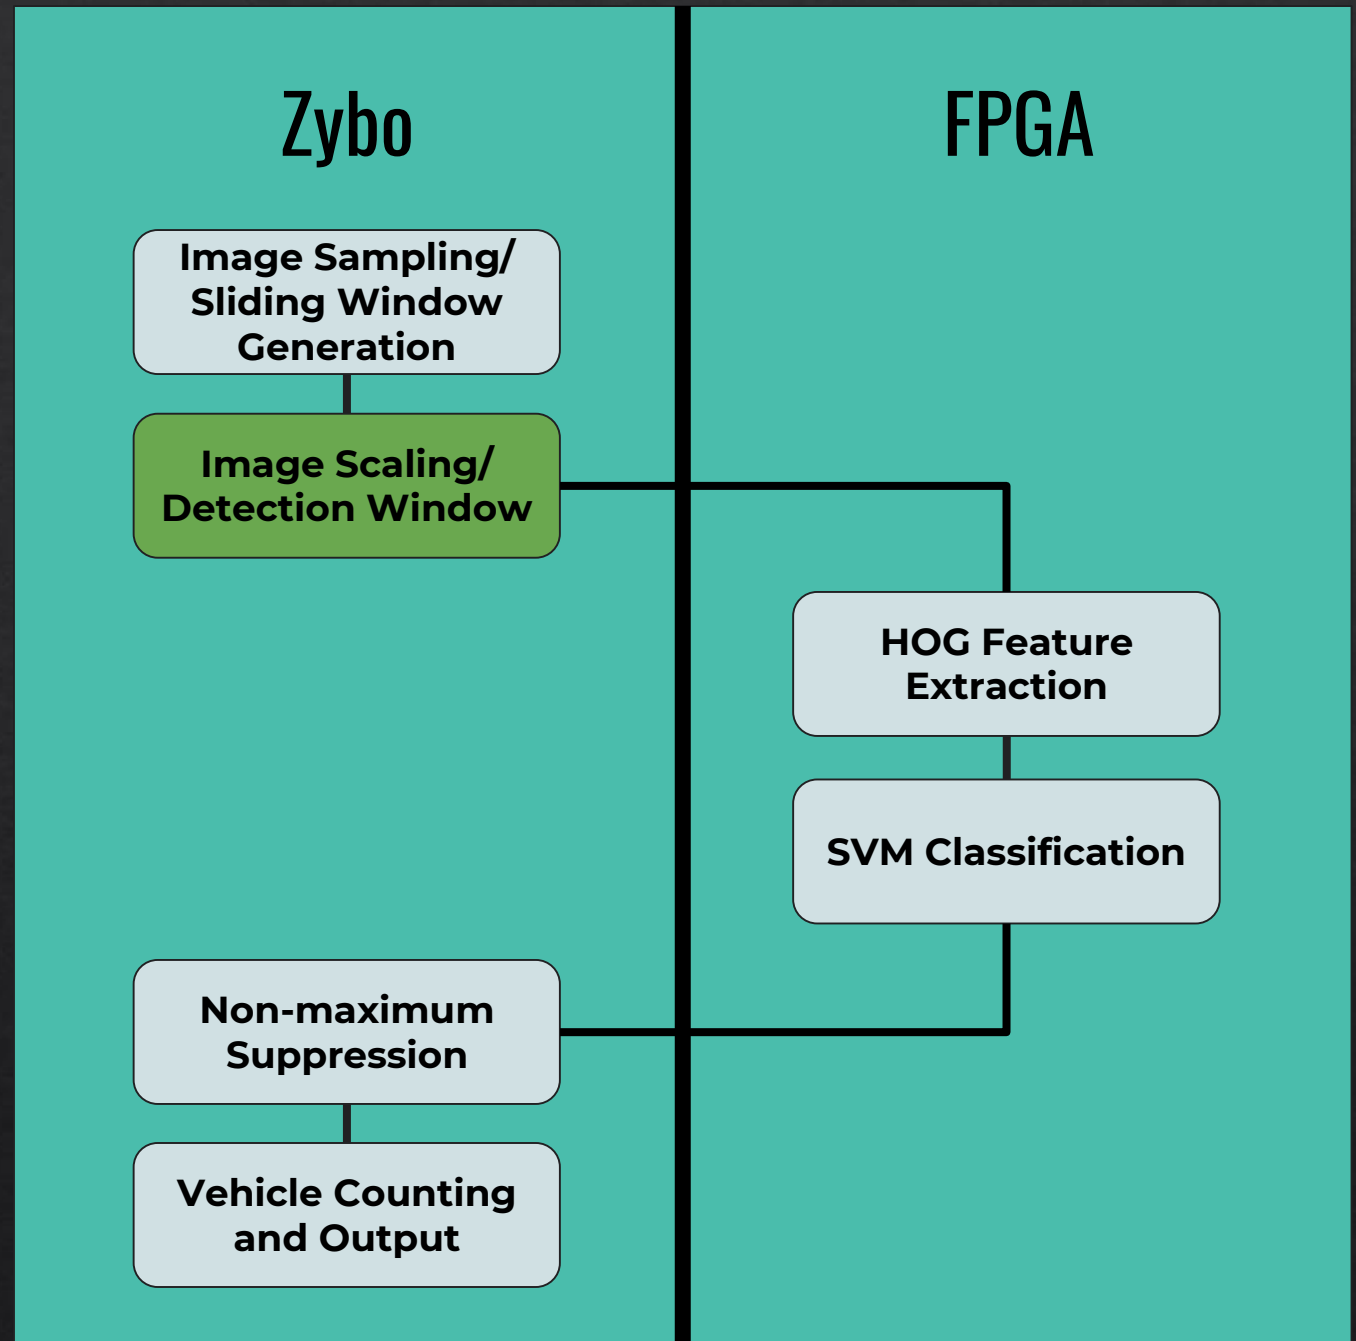 Zybo
FPGA
Image Sampling/
Sliding Window
Generation
Image Scaling/
Detection Window
HOG Feature
Extraction
SVM Classification
Non-maximum
Suppression
Vehicle Counting
and Output